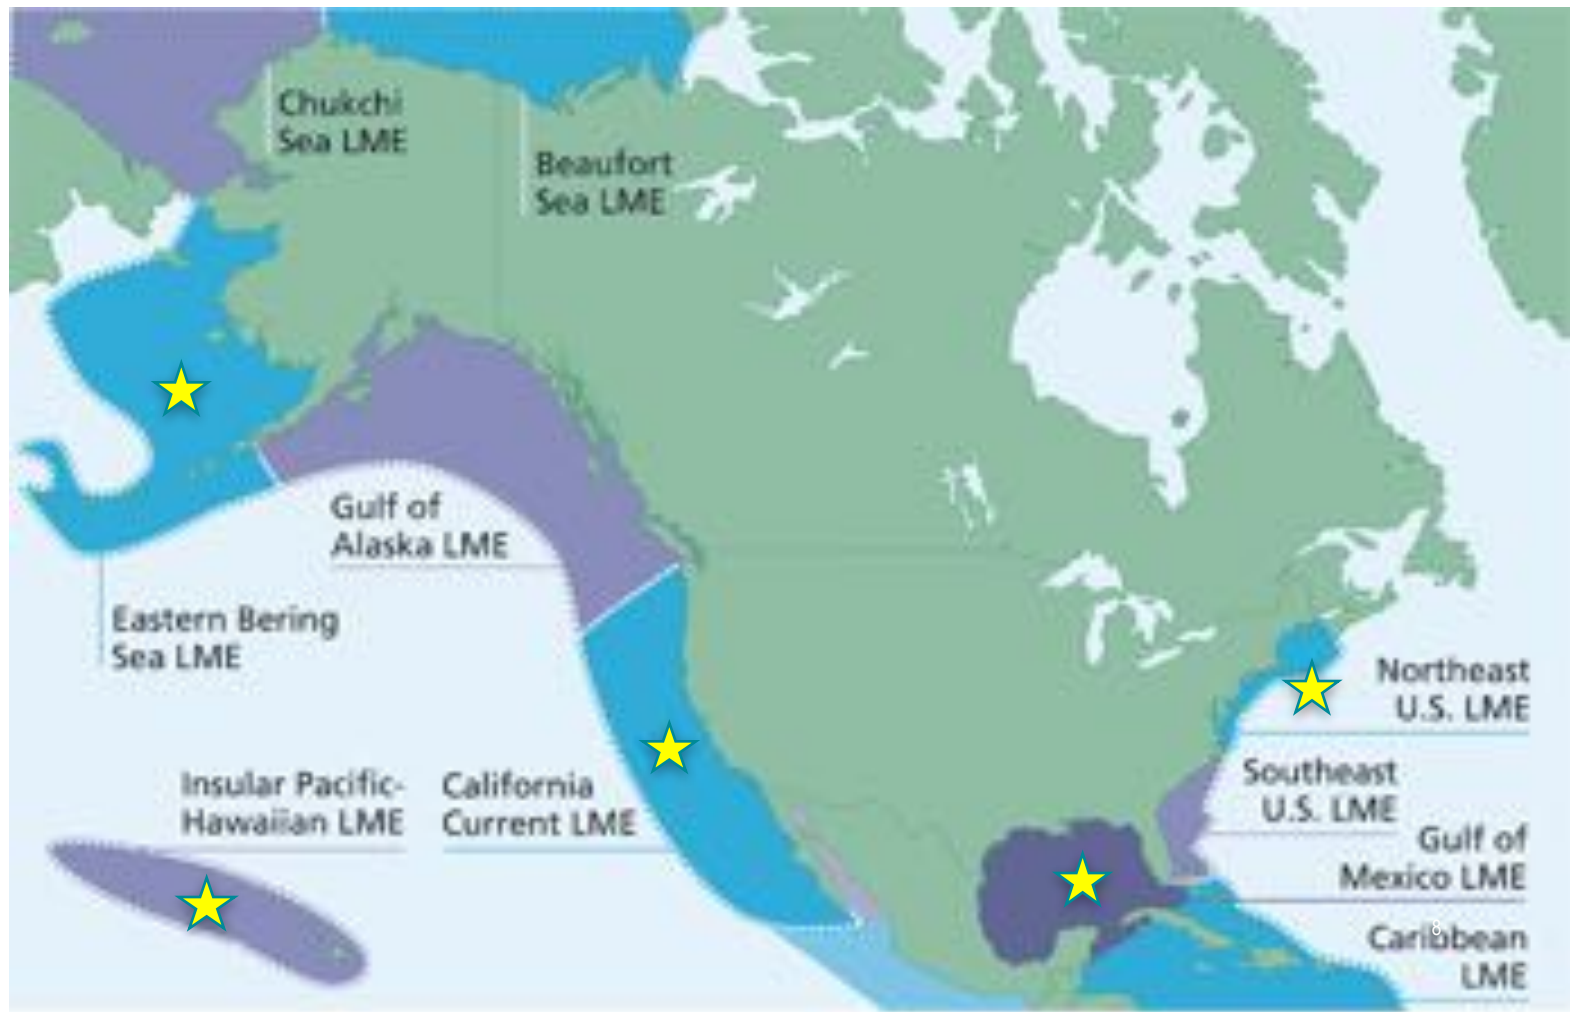 Chukchi
Sea LME
Beaufort
Sea LME
Gulf of
Alaska LME
Eastern Bering
Sea LME
Northeast
U.S. LME
Insular Pacific-
Hawaiian LME
California
Current LME
Southeast
U.S. LME
Gulf of
Mexico LME
Caribbean
LME
8